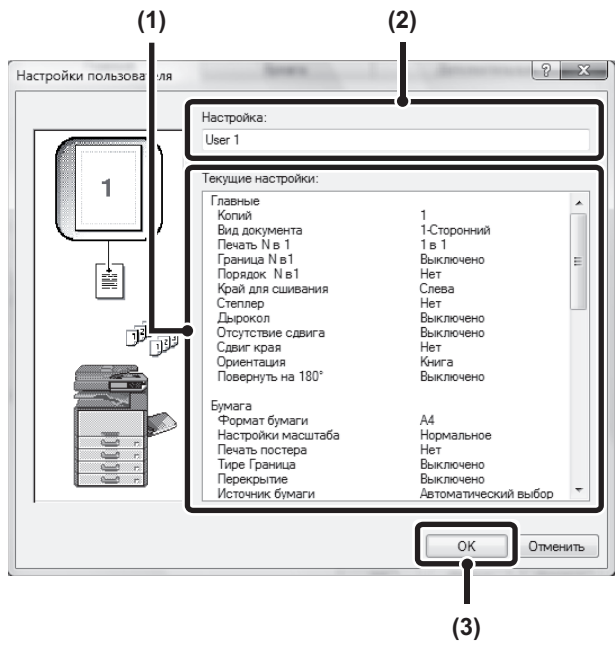 (1)
(2)
Настройки пользователя
Настройка:
User 1
Текущие настройки:
Главные
Копий 1
Вид документа 1-Сторонний
Печать N в 1 1 в 1
Граница N в1 Выключено
Порядок N в1 Нет
Край для сшивания Слева
Степлер Нет
Дырокол Выключено
Отсутствие сдвига Выключено
Сдвиг края Нет
Ориентация Книга
Повернуть на 180° Выключено
Бумага
Формат бумаги A4
Настройки масштаба Нормальное
Печать постера Нет
Тире Граница Выключено
Перекрытие Выключено
Источник бумаги Автоматический выбор
1
OK
Отменить
(3)